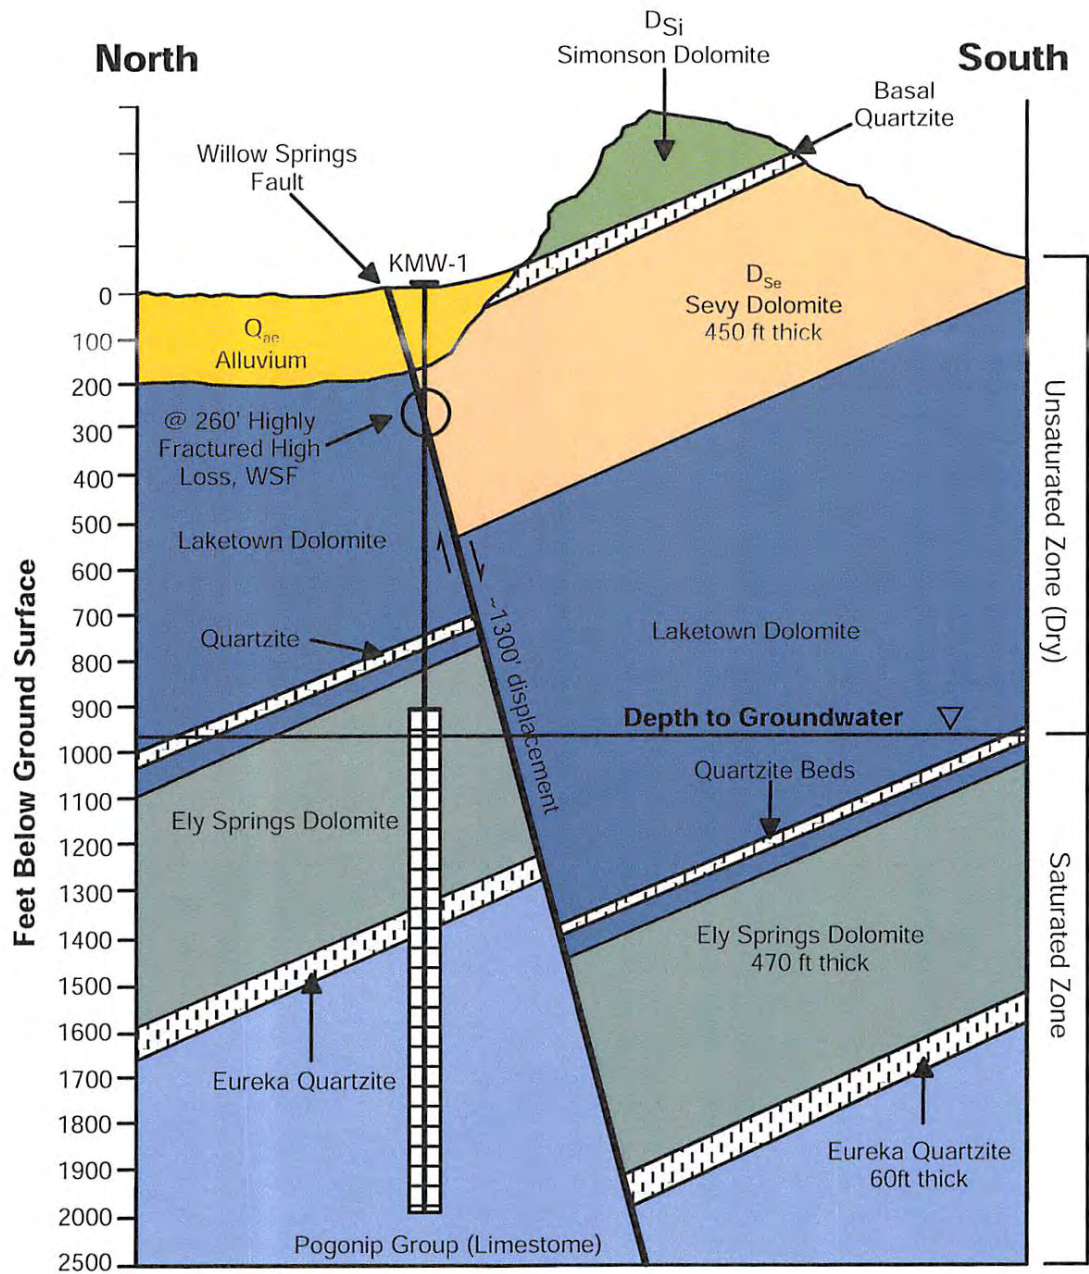 North
South
D Si
Simonson Dolomite
Basal
Quartzite
Willow Springs
Fault
KMW-1
D Se
Sevy Dolomite
450 ft thick
Q ae
Alluvium
@ 260' Highly
Fractured High
Loss, WSF
Laketown Dolomite
Quartzite
~1300' displacement
Laketown Dolomite
Depth to Groundwater
Quartzite Beds
Ely Springs Dolomite
Ely Springs Dolomite
470 ft thick
Eureka Quartzite
Eureka Quartzite
60ft thick
Pogonip Group (Limestome)
Feet Below Ground Surface
0
100
200
300
400
500
600
700
800
900
1000
1100
1200
1300
1400
1500
1600
1700
1800
1900
2000
2500
Unsaturated Zone (Dry)
Saturated Zone